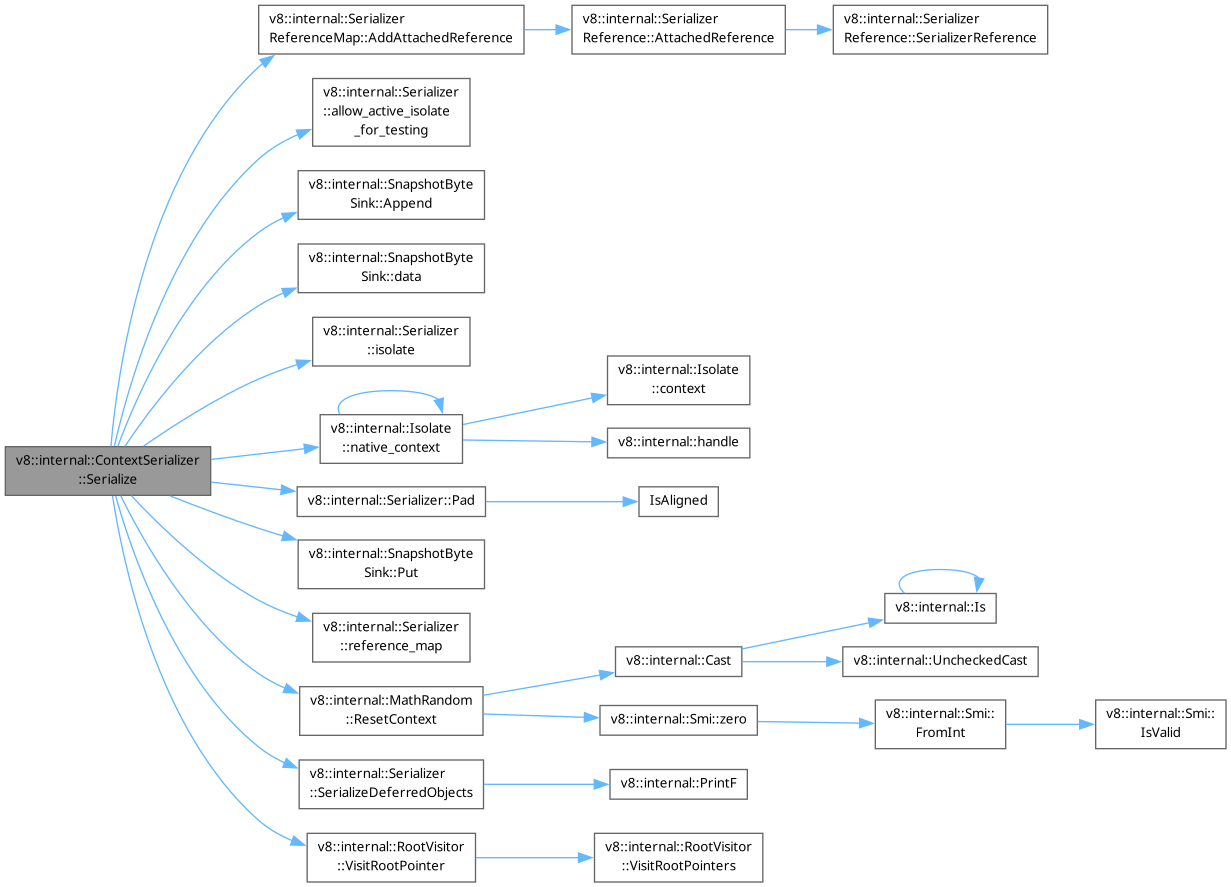 v8::internal::Serializer
ReferenceMap::AddAttachedReference
v8::internal::Serializer
Reference::AttachedReference
v8::internal::Serializer
Reference::SerializerReference
v8::internal::Serializer
::allow_active_isolate
_for_testing
v8::internal::SnapshotByte
Sink::Append
v8::internal::SnapshotByte
Sink::data
v8::internal::Serializer
::isolate
v8::internal::Isolate
::context
v8::internal::Isolate
::native_context
v8::internal::handle
v8::internal::ContextSerializer
::Serialize
v8::internal::Serializer::Pad
IsAligned
v8::internal::SnapshotByte
Sink::Put
v8::internal::Is
v8::internal::Serializer
::reference_map
v8::internal::Cast
v8::internal::UncheckedCast
v8::internal::MathRandom
::ResetContext
v8::internal::Smi::zero
v8::internal::Smi::
FromInt
v8::internal::Smi::
IsValid
v8::internal::Serializer
::SerializeDeferredObjects
v8::internal::PrintF
v8::internal::RootVisitor
::VisitRootPointer
v8::internal::RootVisitor
::VisitRootPointers